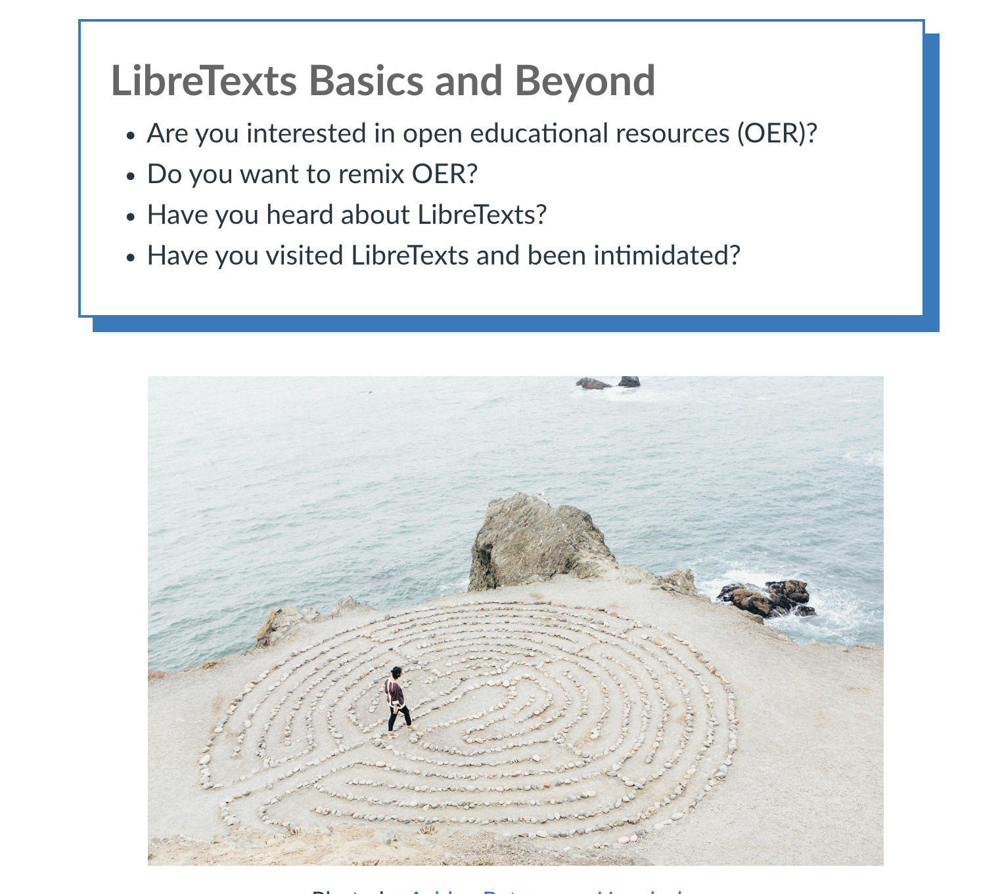 LibreTexts Basics and Beyond
Are you interested in open educational resources (OER)?
Do you want to remix OER?
Have you heard about LibreTexts?
Have you visited LibreTexts and been intimidated?